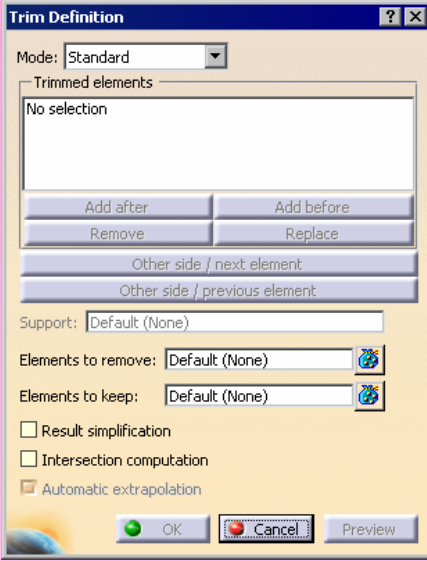 Trim Definition
Mode: Standard
Trimmed elements
No selection
Add after Add before
Remove Replace
Other side / next element
Other side / previous element
Support: Default (None)
Elements to remove: Default (None)
Elements to keep: Default (None)
Result simplification
Intersection computation
Automatic extrapolation
OK Cancel Preview